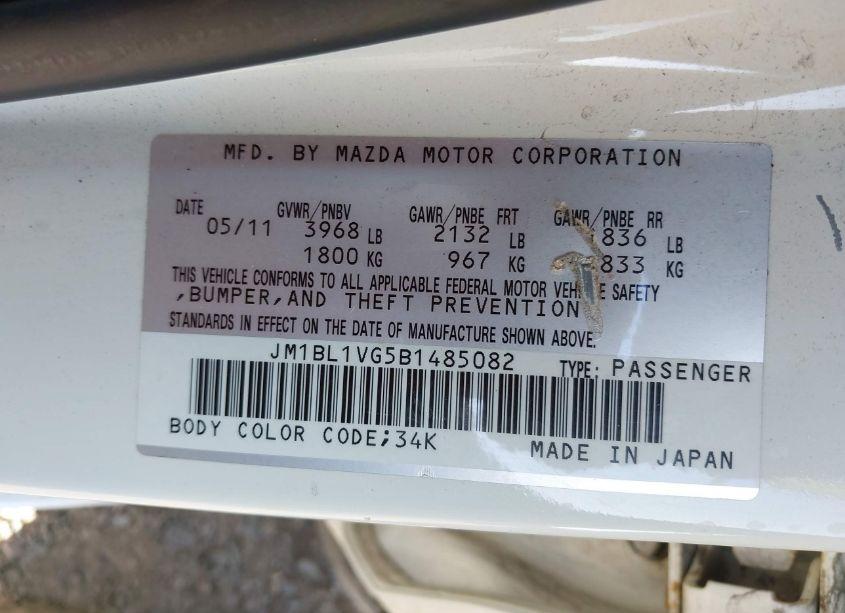 MFD. BY MAZDA MOTOR CORPORATION
DATE GVWR/PNBV GAWR/PNBE FRT GAWR/PNBE RR
05/11 3968 LB 2132 LB 836 LB
1800 KG 967 KG 833 KG
THIS VEHICLE CONFORMS TO ALL APPLICABLE FEDERAL MOTOR VEHICLE SAFETY
,BUMPER,AND THEFT PREVENTION
STANDARDS IN EFFECT ON THE DATE OF MANUFACTURE SHOWN ABOVE.
JM1BL1VG5B1485082 TYPE: PASSENGER
BODY COLOR CODE;34K MADE IN JAPAN